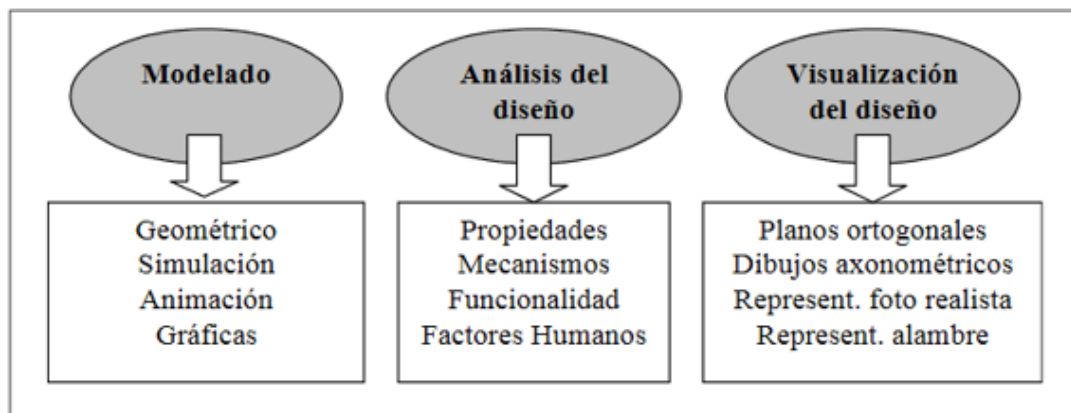 Modelado
Geométrico
Simulación
Animación
Gráficas
Análisis del
diseño
Propiedades
Mecanismos
Funcionalidad
Factores Humanos
Visualización
del diseño
Planos ortogonales
Dibujos axonométricos
Represent. foto realista
Represent. alambre